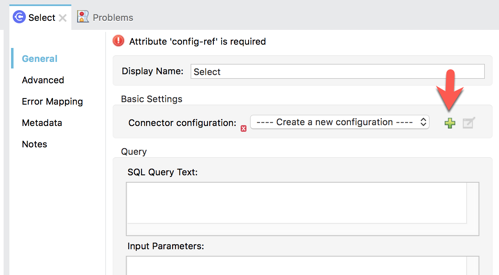 Select
Problems
Attribute 'config-ref' is required
General
Advanced
Error Mapping
Metadata
Notes
Display Name: Select
Basic Settings
Connector configuration: ---- Create a new configuration ----
Query
SQL Query Text:
Input Parameters: